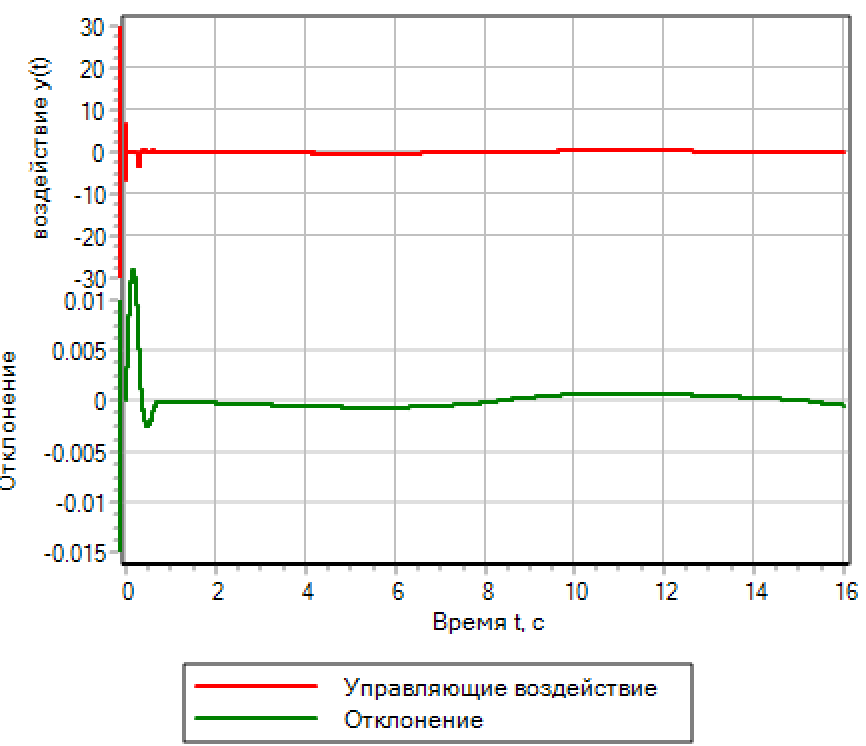 воздействие y(t)
30
20
10
0
-10
-20
-30
Отклонение
0.01
0.005
0
-0.005
-0.01
-0.015
0 2 4 6 8 10 12 14 16
Время t, с
Управляющие воздействие
Отклонение